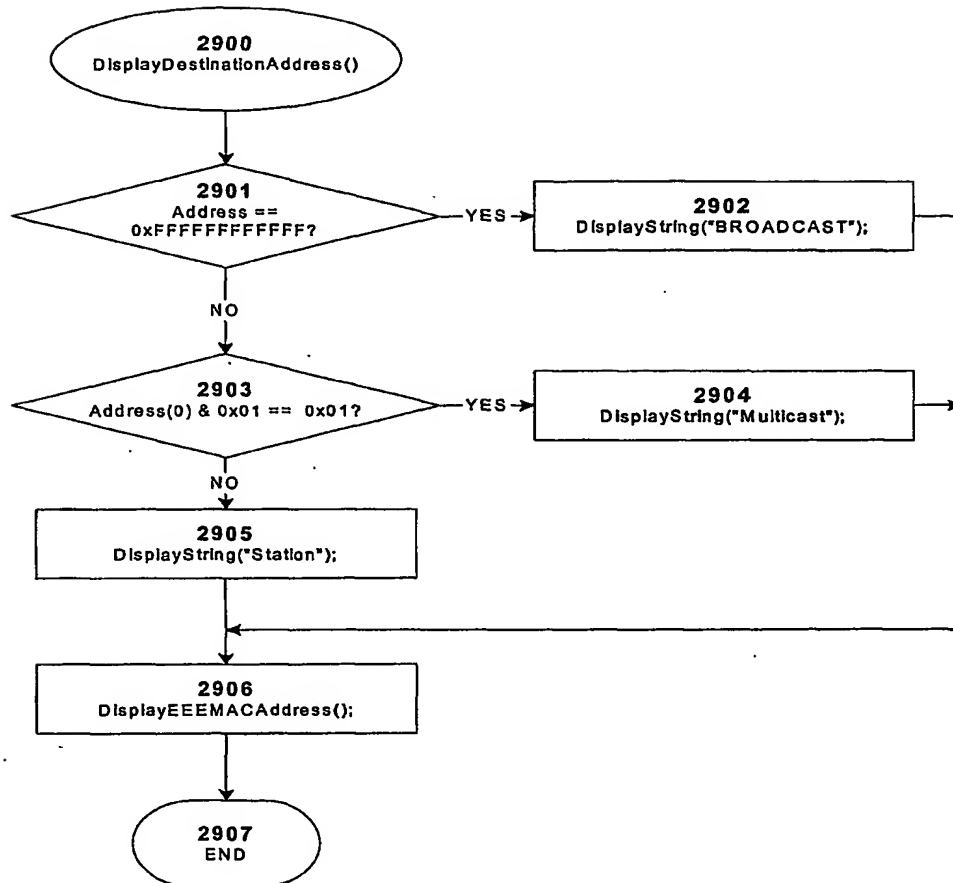 2900
DisplayDestinationAddress()
2901
Address ==
0xFFFFFFFFFFFF?
YES
2902
DisplayString("BROADCAST");
NO
2903
Address(0) & 0x01 == 0x01?
YES
2904
DisplayString("Multicast");
NO
2905
DisplayString("Station");
2906
DisplayEEEMACAddress();
2907
END